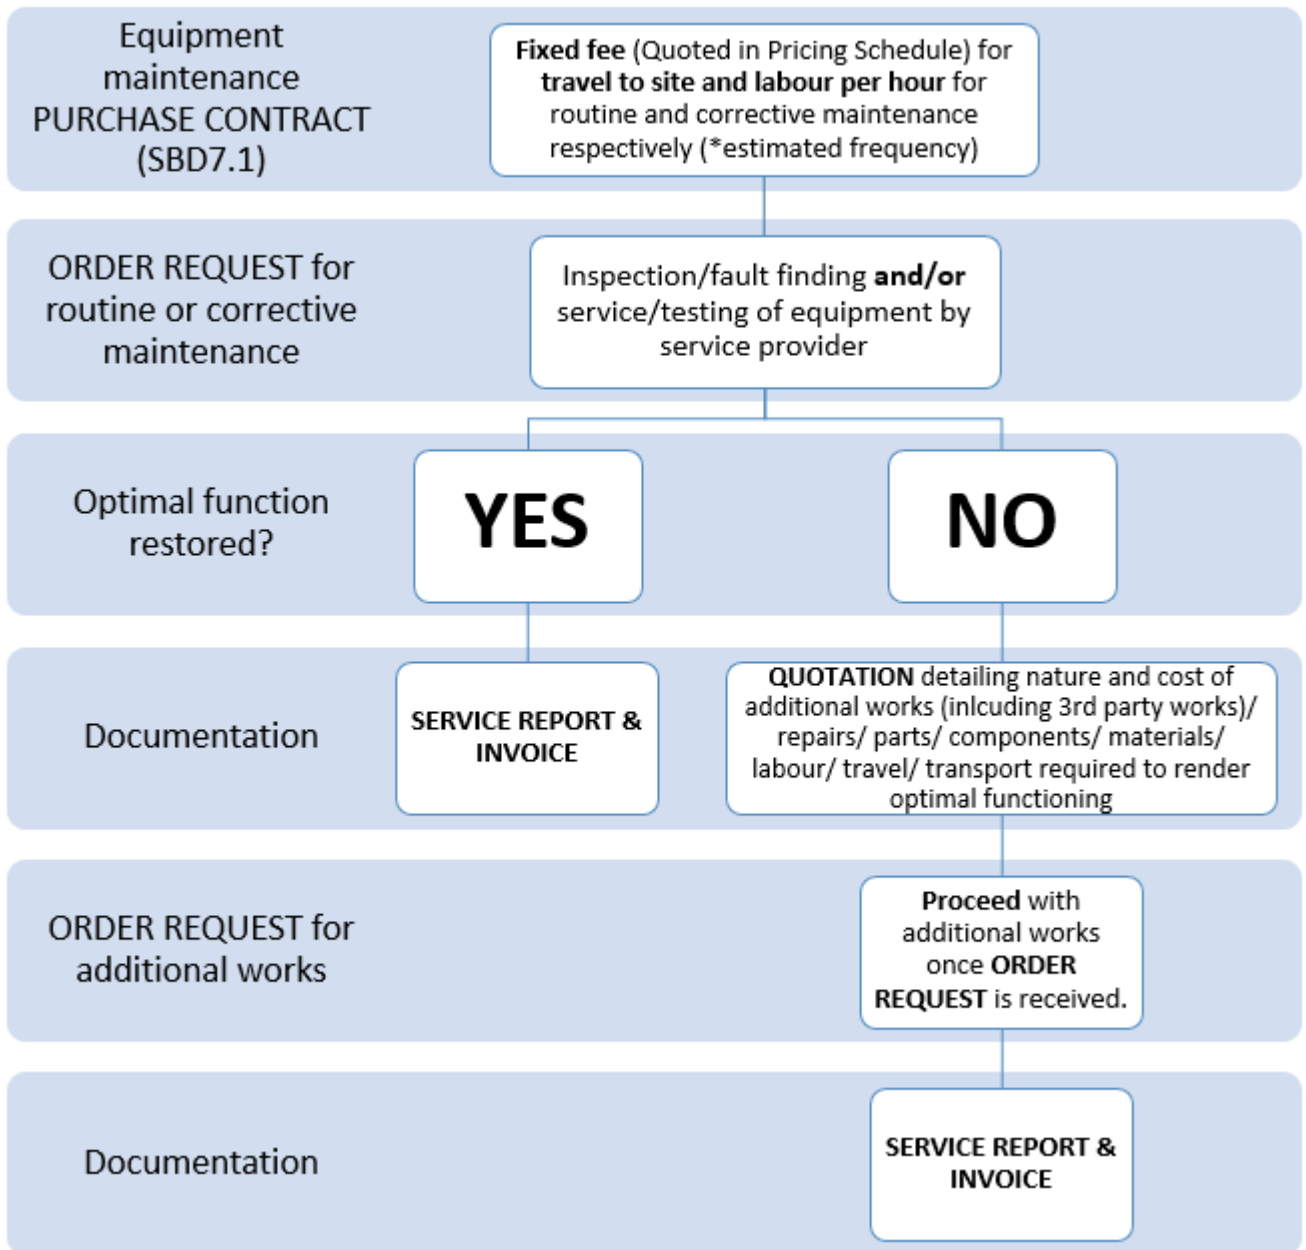 Equipment
maintenance
PURCHASE CONTRACT
(SBD7.1)
Fixed fee (Quoted in Pricing Schedule) for
travel to site and labour per hour for
routine and corrective maintenance
respectively (*estimated frequency)
ORDER REQUEST for
routine or corrective
maintenance
Inspection/fault finding and/or
service/testing of equipment by
service provider
Optimal function
restored?
YES
NO
Documentation
SERVICE REPORT &
INVOICE
QUOTATION detailing nature and cost of
additional works (inlcuding 3rd party works)/
repairs/ parts/ components/ materials/
labour/ travel/ transport required to render
optimal functioning
ORDER REQUEST for
additional works
Proceed with
additional works
once ORDER
REQUEST is received.
Documentation
SERVICE REPORT &
INVOICE